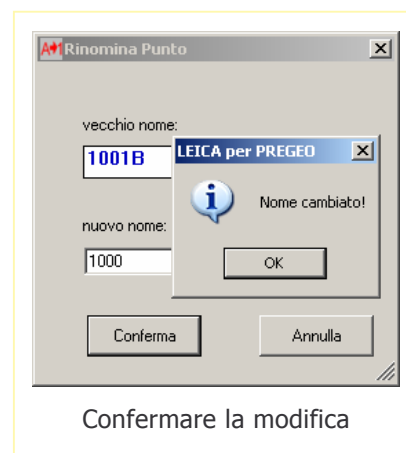 A1 Rinomina Punto
vecchio nome:
1001B
LEICA per PREGEO
Nome cambiato!
nuovo nome:
1000
OK
Conferma
Annulla
Confermare la modifica